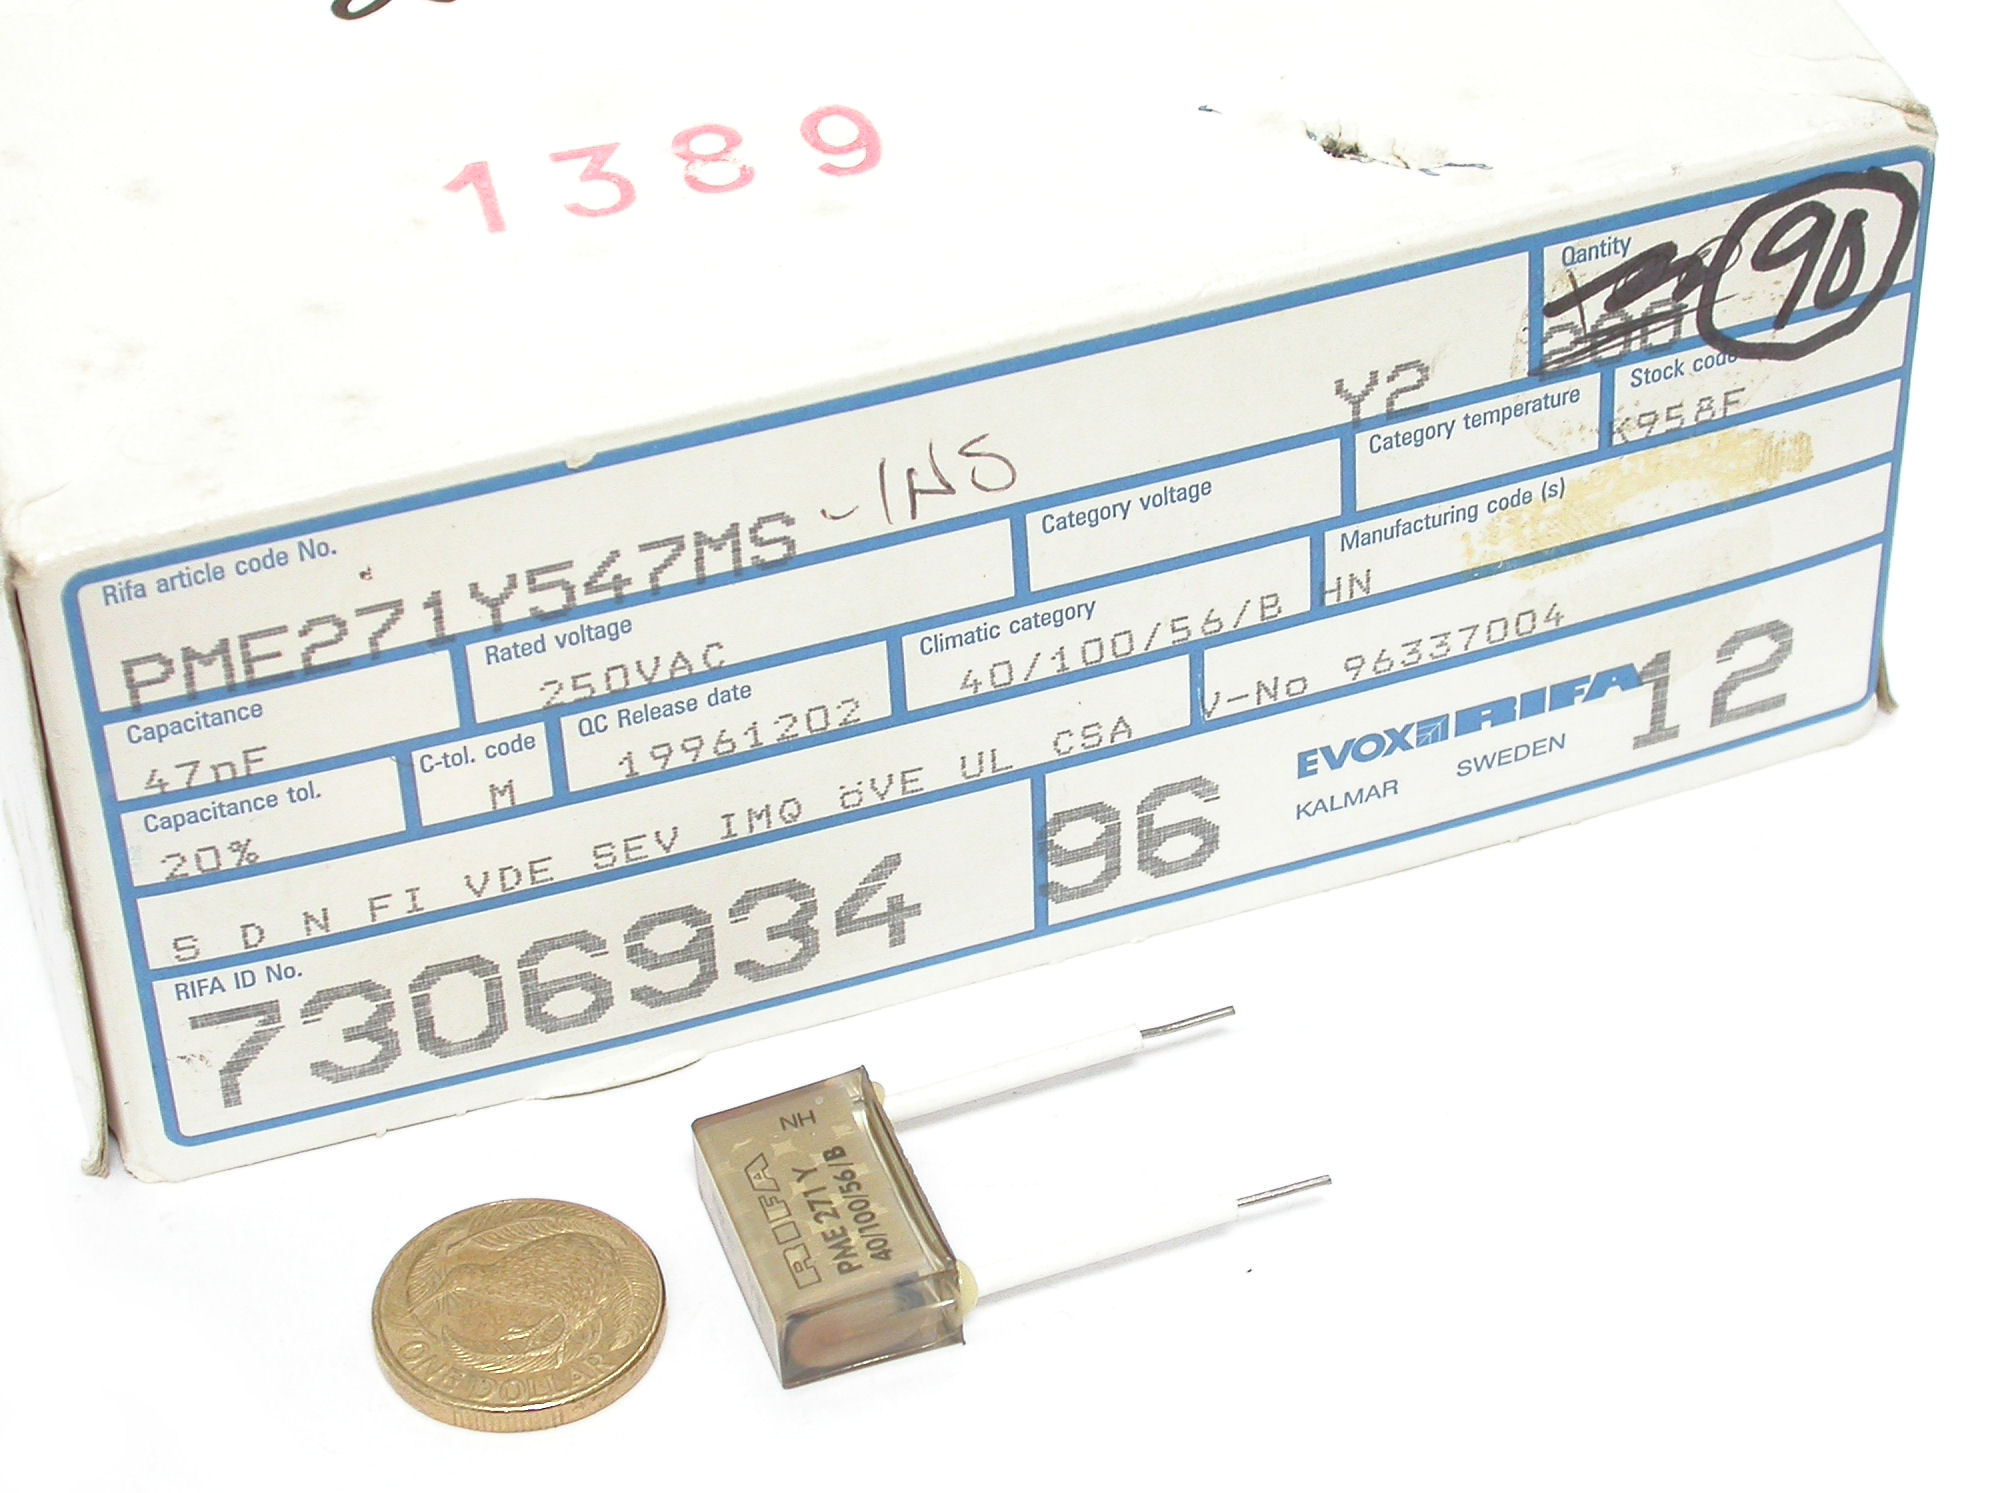 1389
Qantity
200
90
Y2
Rifa article code No.
PME271Y547MS -INS
Category voltage
Category temperature
Stock code
K958F
Capacitance
47nF
Rated voltage
250VAC
Climatic category
40/100/56/B
Manufacturing code (s)
HN
Capacitance tol.
20%
C-tol. code
M
QC Release date
19961202
V-No 96337004
S D N FI VDE SEV IMQ öVE UL CSA
RIFA ID No.
7306934
96
EVOX RIFA
KALMAR SWEDEN
12
NH
RIFA
PME 271 Y
40/100/56/B
ONE DOLLAR